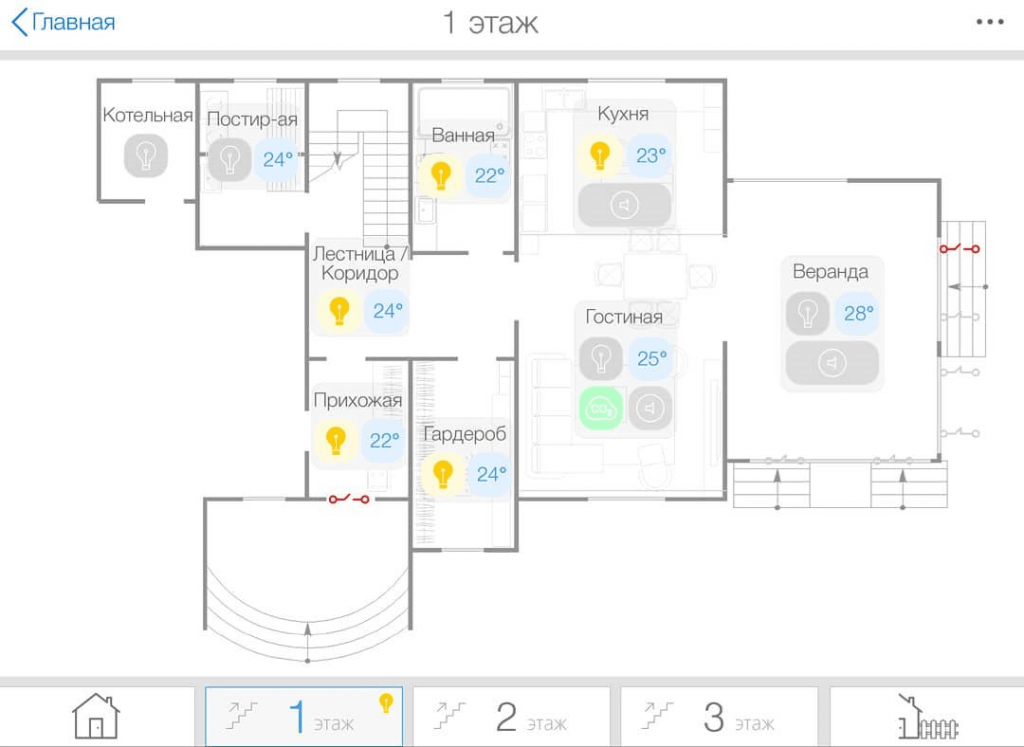 Главная
1 этаж
Котельная
Постир-ая
24°
Ванная
22°
Кухня
23°
Лестница /
Коридор
24°
Веранда
28°
Гостиная
25°
CO₂
Прихожая
22°
Гардероб
24°
1 этаж
2 этаж
3 этаж